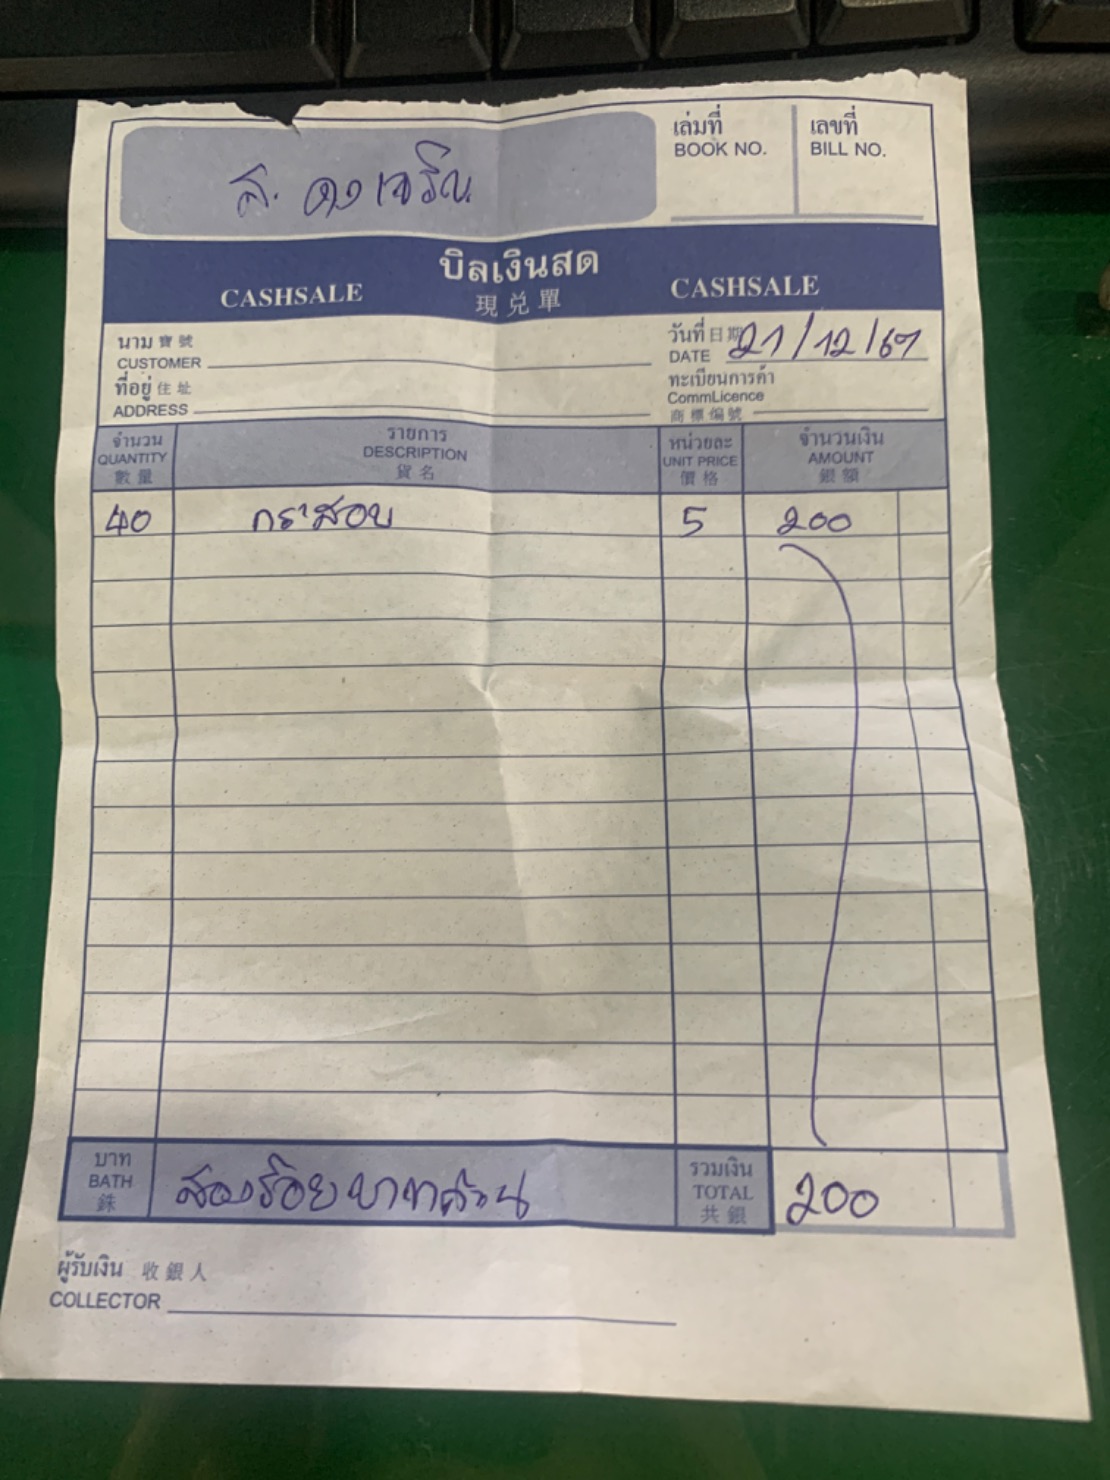 เล่มที่ เลขที่
BOOK NO. BILL NO.
ส. คงเจริญ
บิลเงินสด
CASHSALE 現兌單 CASHSALE
นาม 寶號
CUSTOMER
วันที่ 日期
DATE 21/12/67
ที่อยู่ 住址
ADDRESS
ทะเบียนการค้า
CommLicence
商標编號
จำนวน รายการ หน่วยละ จำนวนเงิน
QUANTITY DESCRIPTION UNIT PRICE AMOUNT
數量 貨名 價格 銀額
40 กระสอบ 5 200
บาท
BATH
銖
สองร้อยบาทถ้วน
รวมเงิน
TOTAL
共銀
200
ผู้รับเงิน 收銀人
COLLECTOR